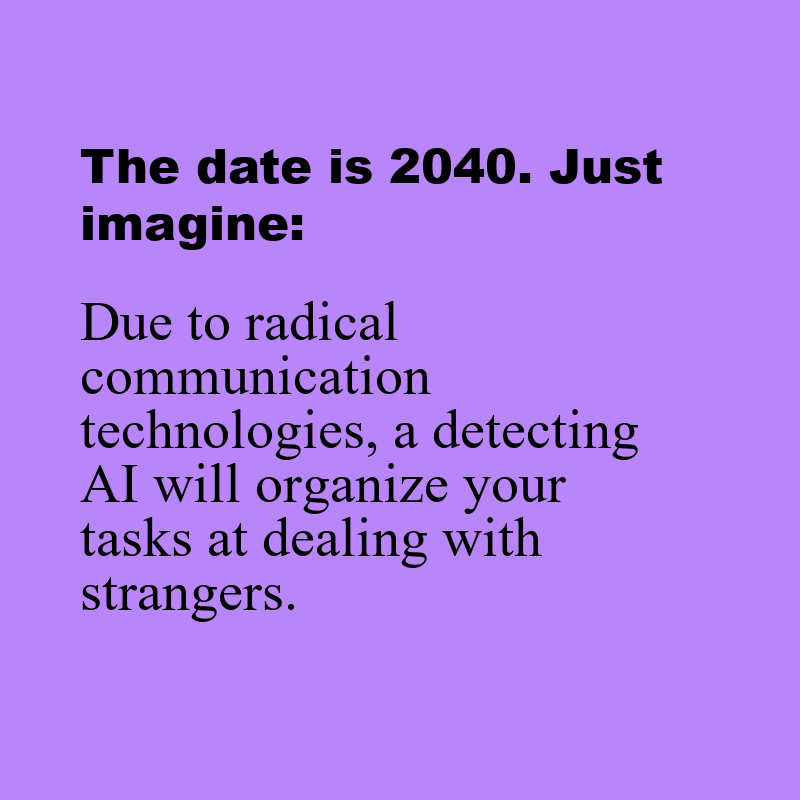 The date is 2040. Just
imagine:
Due to radical
communication
technologies, a detecting
AI will organize your
tasks at dealing with
strangers.